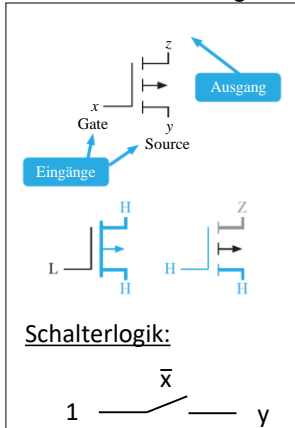 z
Ausgang
x
Gate
y
Source
Eingänge
H
Z
L
H
H
H
Schalterlogik:
x̅
1
y